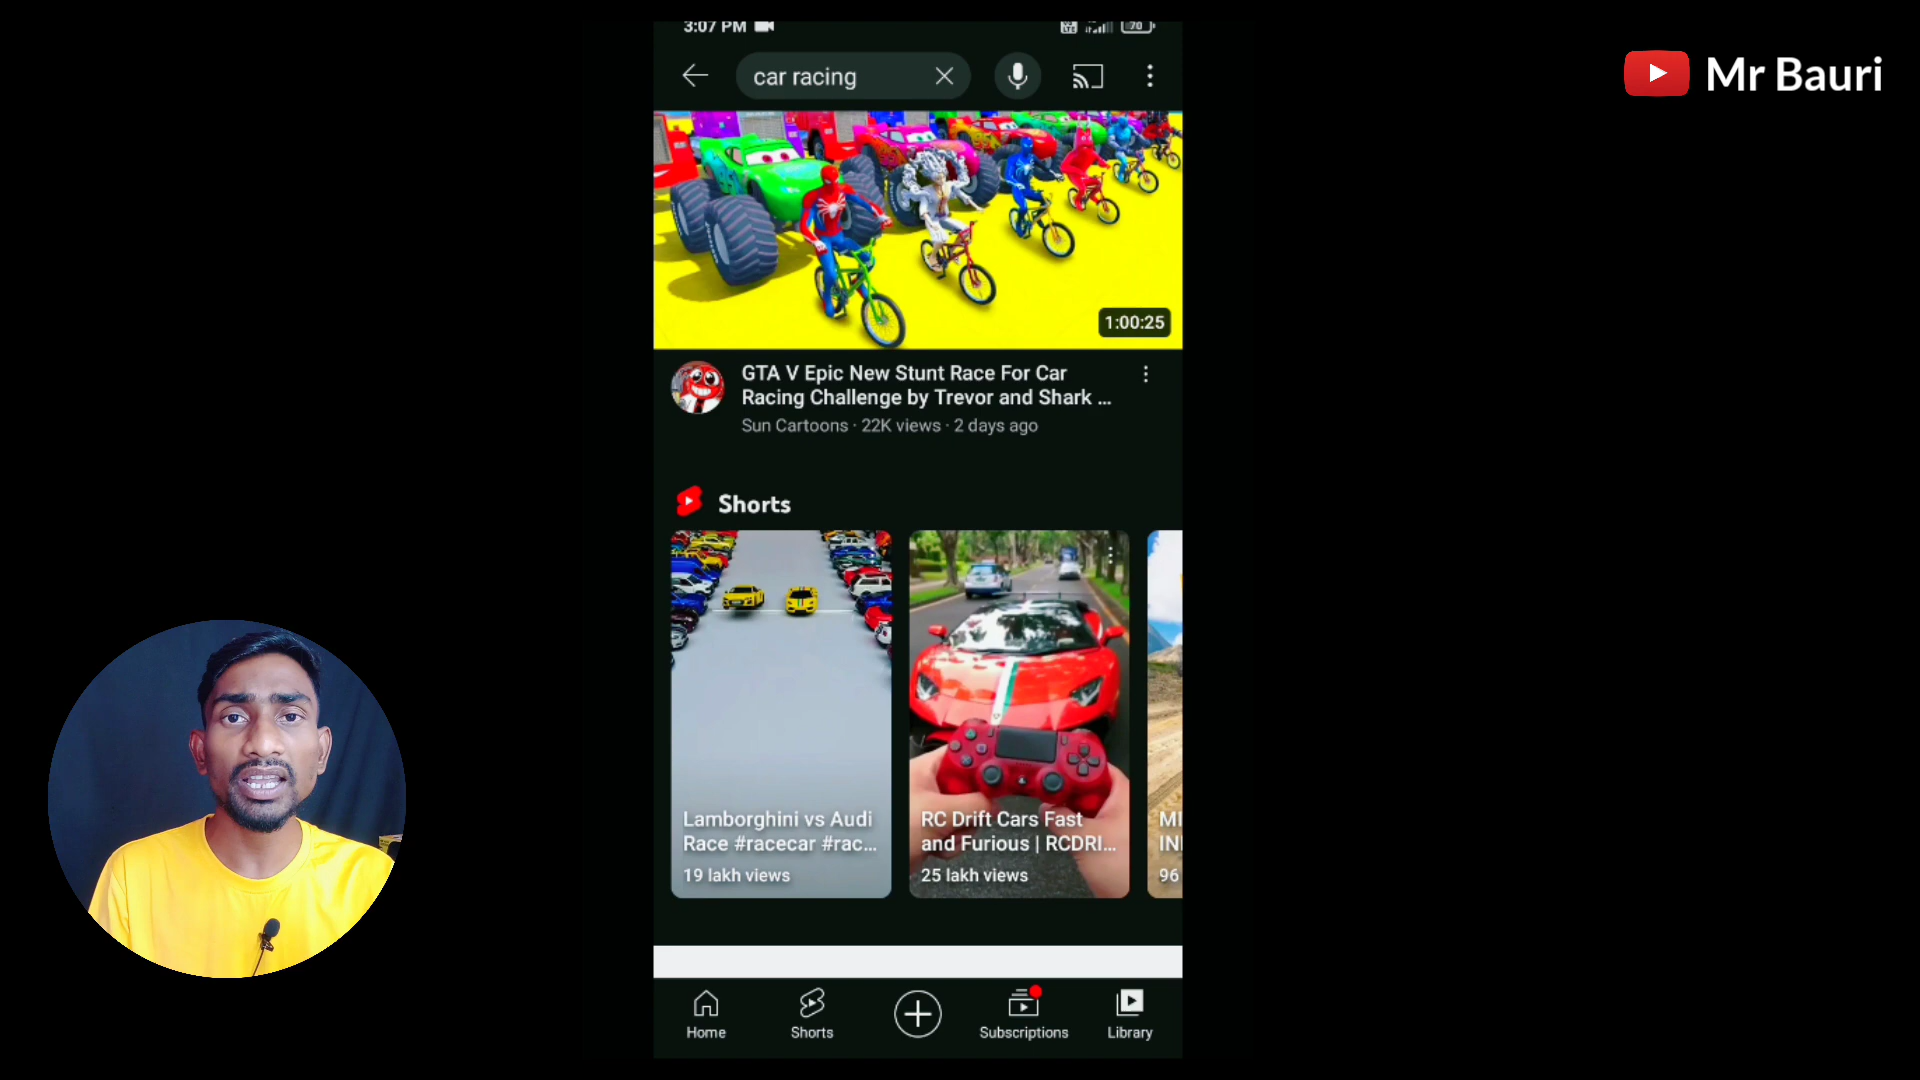 3:07 PM
70
Mr Bauri
car racing
1:00:25
GTA V Epic New Stunt Race For Car
Racing Challenge by Trevor and Shark ...
Sun Cartoons · 22K views · 2 days ago
Shorts
Lamborghini vs Audi
Race #racecar #rac...
19 lakh views
RC Drift Cars Fast
and Furious | RCDRI...
25 lakh views
96
Home
Shorts
Subscriptions
Library